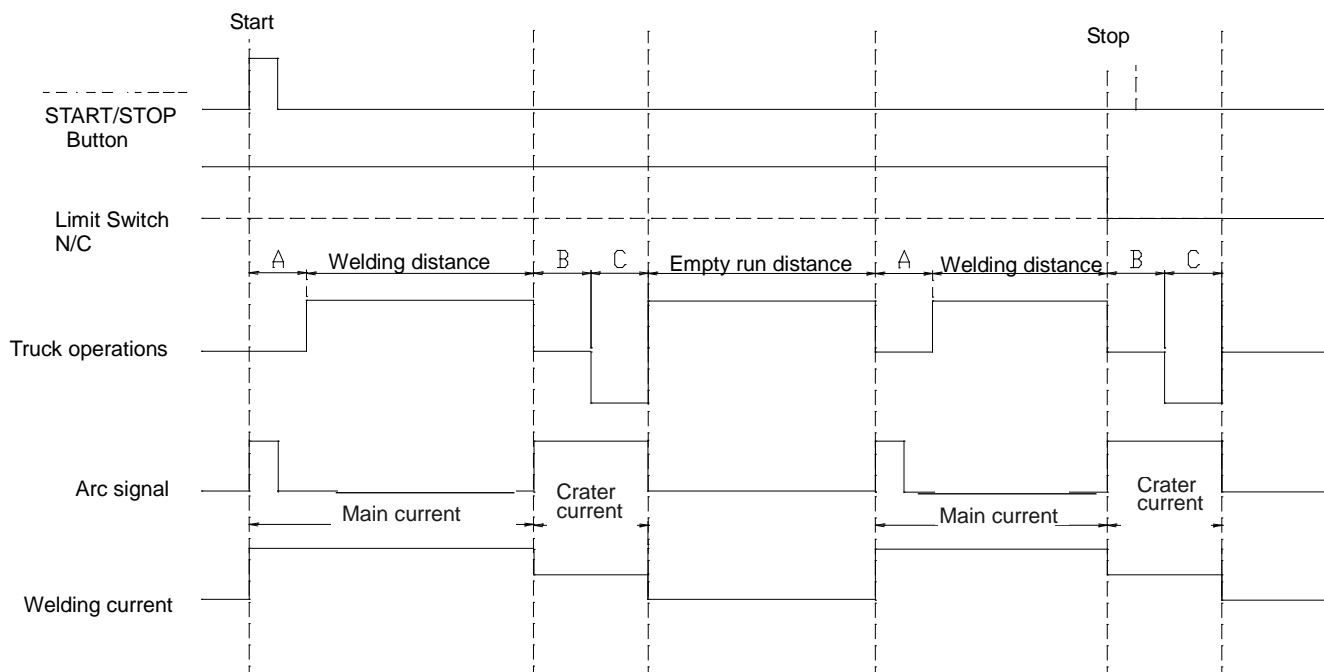 Start
Stop
START/STOP
Button
Limit Switch
N/C
A
Welding distance
B
C
Empty run distance
A
Welding distance
B
C
Truck operations
Arc signal
Crater
current
Crater
current
Main current
Main current
Welding current